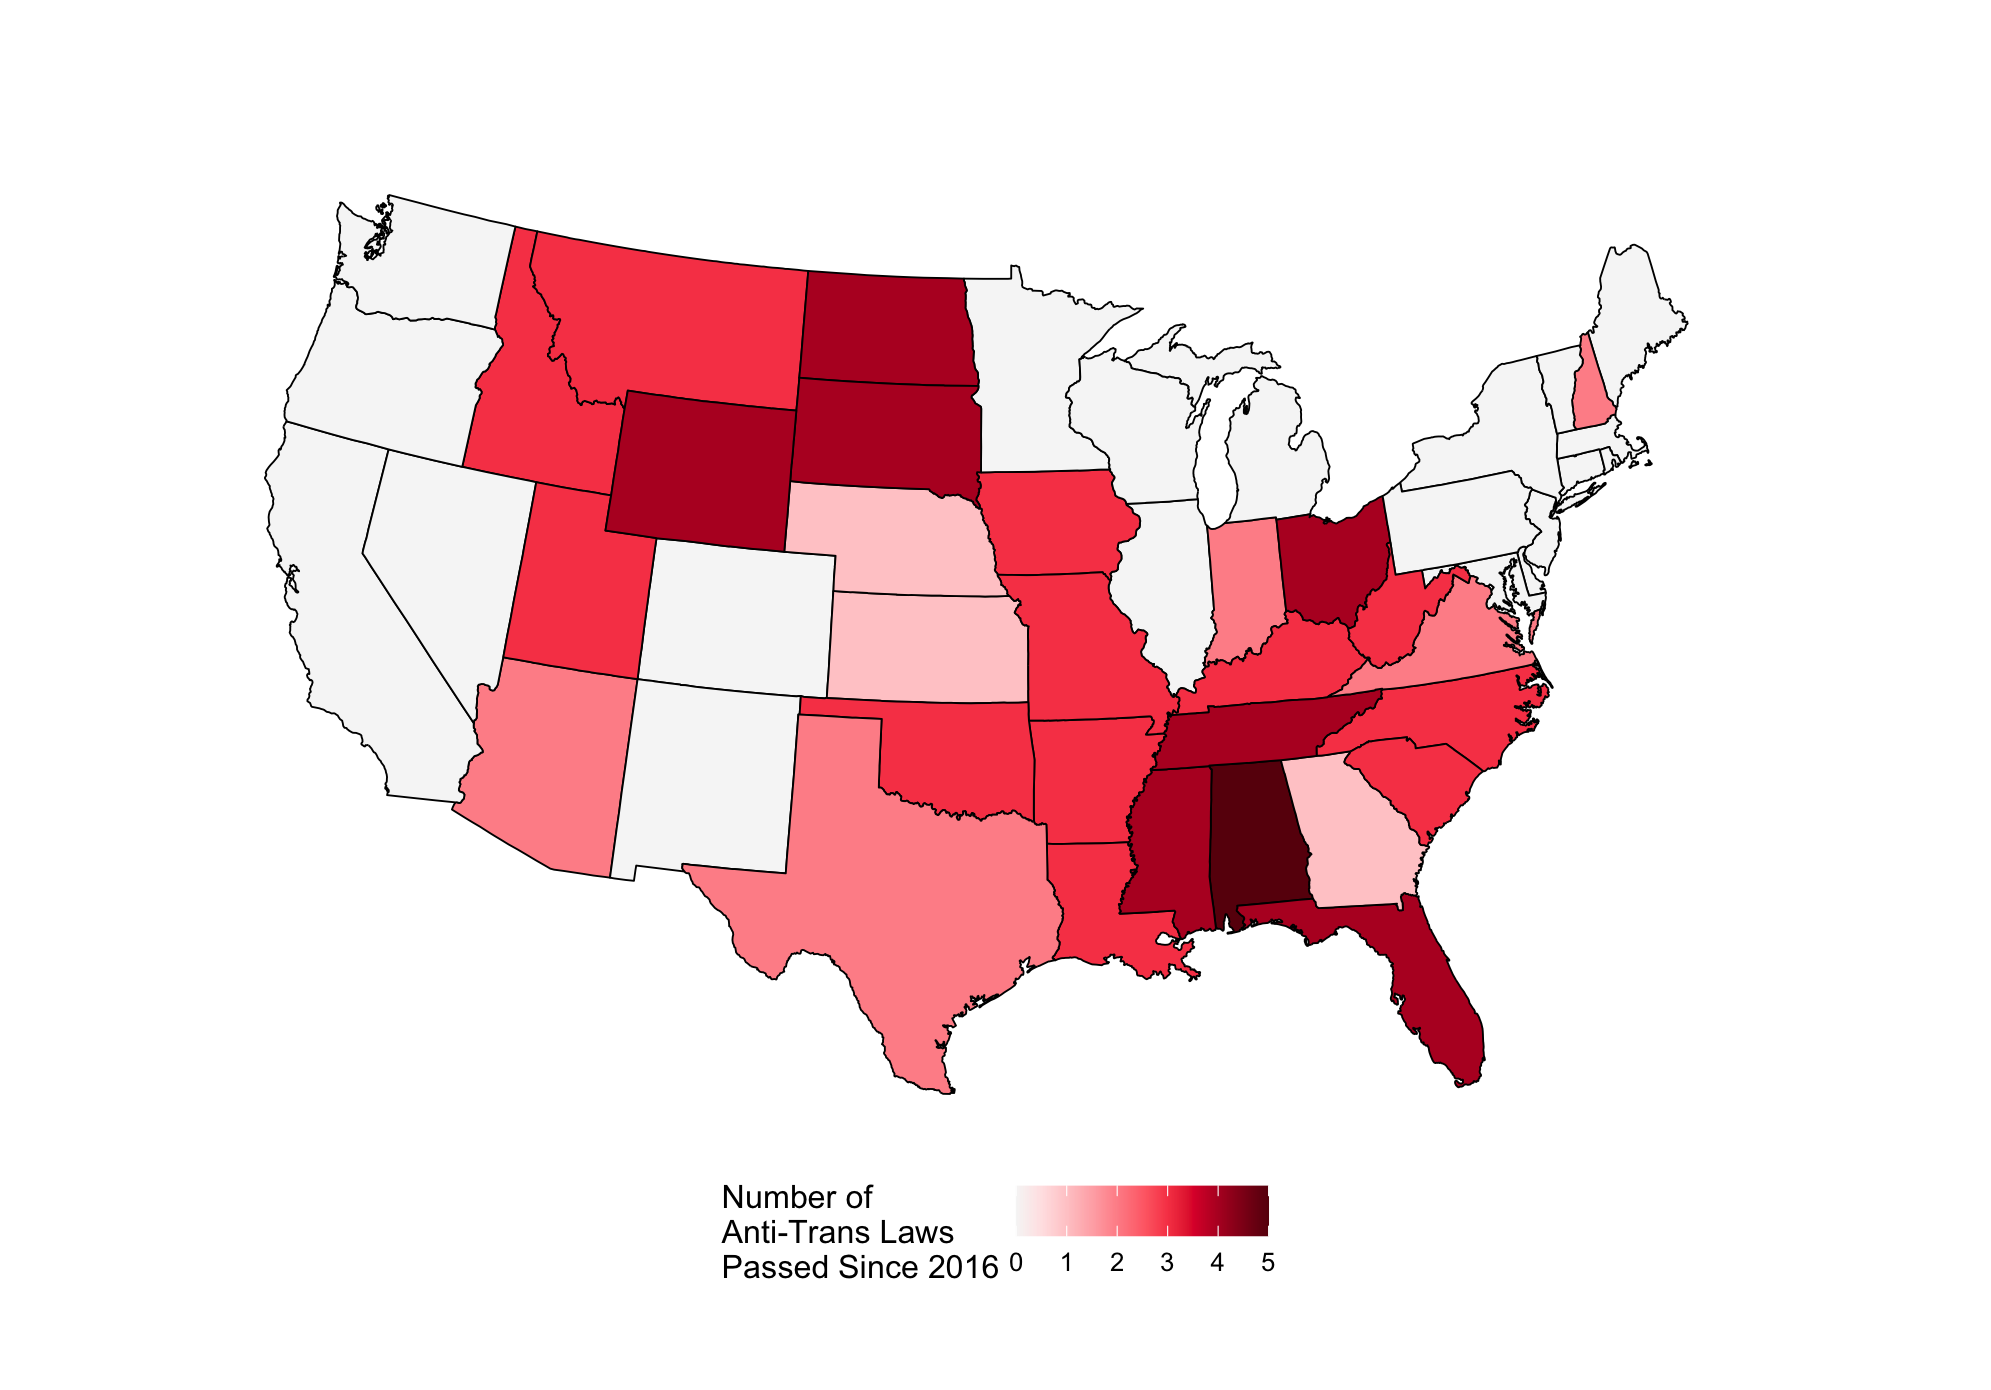 Number of
Anti-Trans Laws
Passed Since 2016
0 1 2 3 4 5